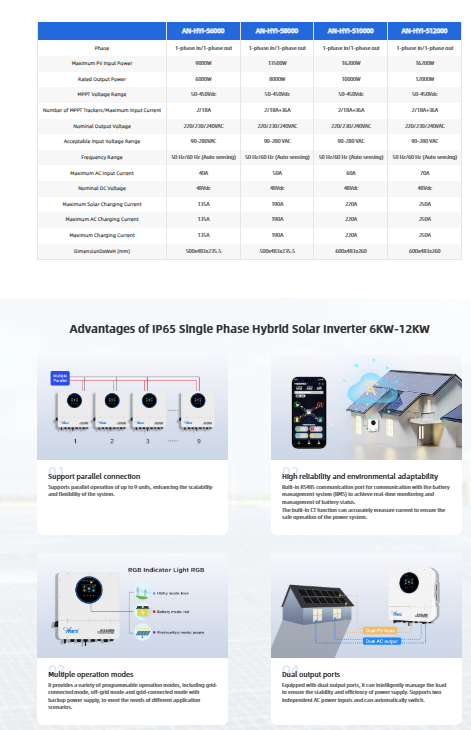 AN-HYI-S6000 AN-HYI-S8000 AN-HYI-S10000 AN-HYI-S12000
Phase 1-phase in/1-phase out 1-phase in/1-phase out 1-phase in/1-phase out 1-phase in/1-phase out
Maximum PV Input Power 9000W 13500W 16200W 16200W
Rated Output Power 6000W 8000W 10000W 12000W
MPPT Voltage Range 50-450Vdc 50-450Vdc 50-450Vdc 50-450Vdc
Number of MPPT Trackers/Maximum Input Current 2/18A 2/18A+36A 2/18A+36A 2/18A+36A
Nominal Output Voltage 220/230/240VAC 220/230/240VAC 220/230/240VAC 220/230/240VAC
Acceptable Input Voltage Range 90-280VAC 90-280 VAC 90-280 VAC 90-280 VAC
Frequency Range 50 Hz/60 Hz (Auto sensing) 50 Hz/60 Hz (Auto sensing) 50 Hz/60 Hz (Auto sensing) 50 Hz/60 Hz (Auto sensing)
Maximum AC Input Current 40A 50A 60A 70A
Nominal DC Voltage 48Vdc 48Vdc 48Vdc 48Vdc
Maximum Solar Charging Current 135A 190A 220A 250A
Maximum AC Charging Current 135A 190A 220A 250A
Maximum Charging Current 135A 190A 220A 250A
DimensionDxWxH (mm) 500x483x235.5 500x483x235.5 600x483x260 600x483x260
Advantages of IP65 Single Phase Hybrid Solar Inverter 6KW-12KW
Multiple
Parallel
1 2 3 ...... 9
01
Support parallel connection
Supports parallel operation of up to 9 units, enhancing the scalability
and flexibility of the system.
A
02
High reliability and environmental adaptability
Built-in RS485 communication port for communication with the battery
management system (BMS) to achieve real-time monitoring and
management of battery status.
The built-in CT function can accurately measure current to ensure the
safe operation of the power system.
RGB Indicator Light RGB
Utility mode: blue
Battery mode: red
Photovoltaic mode: purple
Anern
03
Multiple operation modes
It provides a variety of programmable operation modes, including grid-
connected mode, off-grid mode and grid-connected mode with
backup power supply, to meet the needs of different application
scenarios.
Dual PV input
Dual AC output
04
Dual output ports
Equipped with dual output ports, it can intelligently manage the load
to ensure the stability and efficiency of power supply. Supports two
independent AC power inputs and can automatically switch.